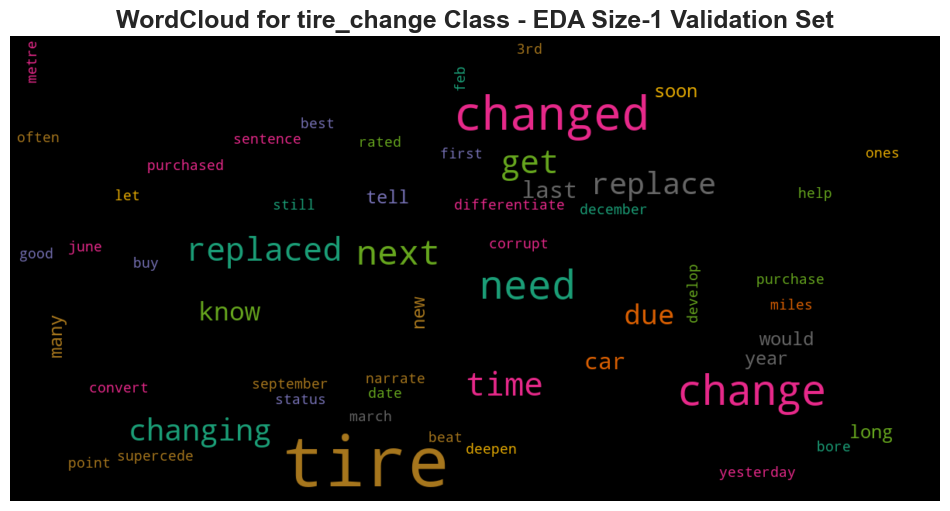 WordCloud for tire_change Class - EDA Size-1 Validation Set
metre
3rd
feb
soon
changed
best
often
sentence
rated
first
get
ones
purchased
last
replace
let
tell
help
still
differentiate
december
good
june
corrupt
replaced
next
buy
need
develop
purchase
know
new
due
miles
many
would
car
year
convert
september
narrate
time
change
status
date
march
changing
beat
long
deepen
bore
point
supercede
tire
yesterday